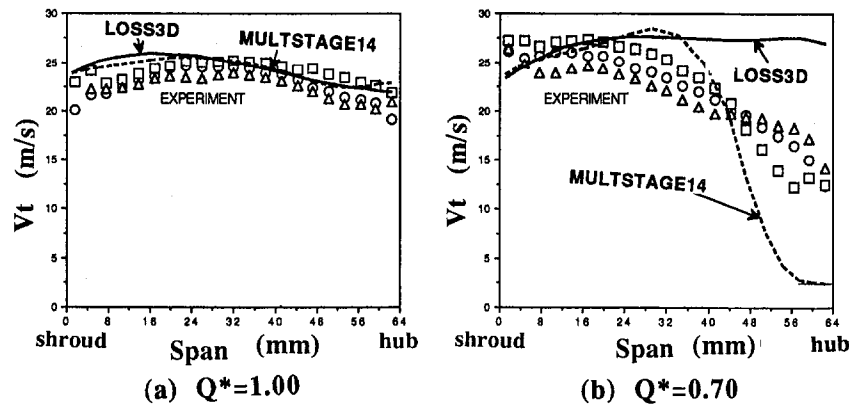 30
LOSS3D
MULTSTAGE14
25
20
EXPERIMENT
15
10
5
0
Vt (m/s)
0 8 16 24 32 40 48 56 64
shroud Span (mm) hub
(a) Q*=1.00
30
LOSS3D
25
EXPERIMENT
20
MULTSTAGE14
15
10
5
0
Vt (m/s)
0 8 16 24 32 40 48 56 64
shroud Span (mm) hub
(b) Q*=0.70